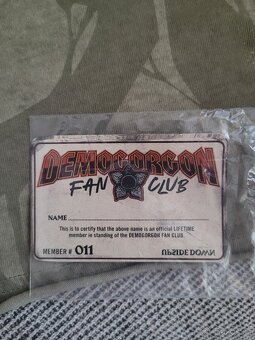 DEMOGORGON
FAN CLUB
NAME
This is to certify that the above name is an official LIFETIME
member in standing of the DEMOGORGON FAN CLUB.
MEMBER # 011 UPSIDE DOWN